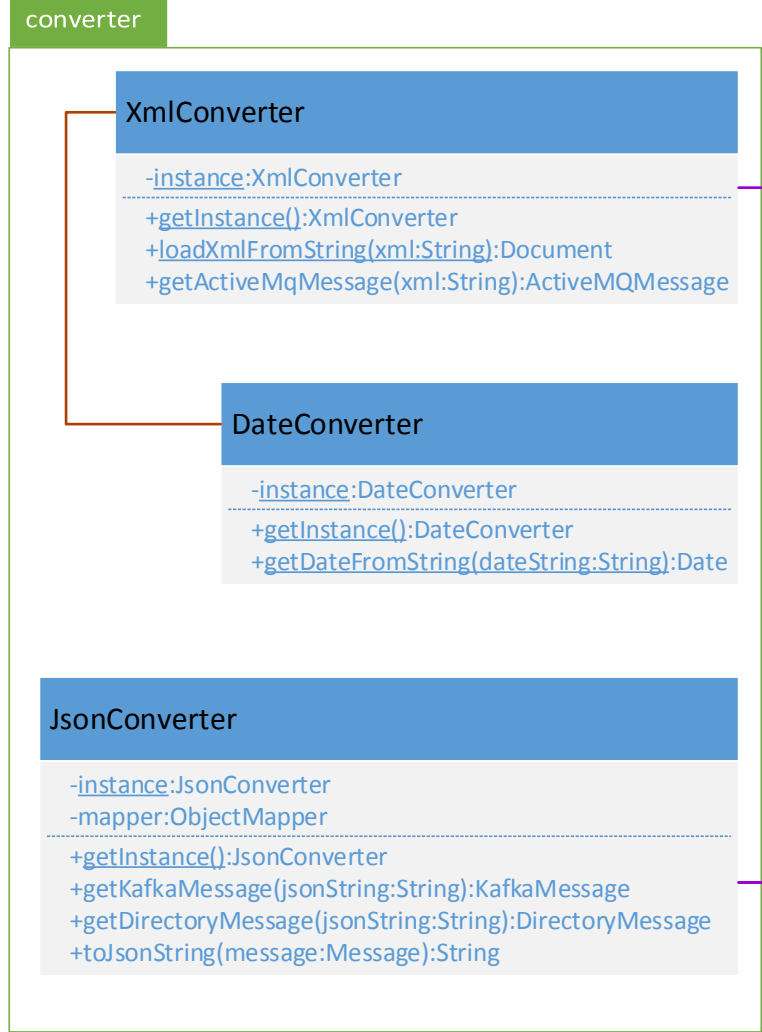 converter
XmlConverter
-instance:XmlConverter
+getInstance():XmlConverter
+loadXmlFromString(xml:String):Document
+getActiveMqMessage(xml:String):ActiveMQMessage
DateConverter
-instance:DateConverter
+getInstance():DateConverter
+getDateFromString(dateString:String):Date
JsonConverter
-instance:JsonConverter
-mapper:ObjectMapper
+getInstance():JsonConverter
+getKafkaMessage(jsonString:String):KafkaMessage
+getDirectoryMessage(jsonString:String):DirectoryMessage
+toJsonString(message:Message):String